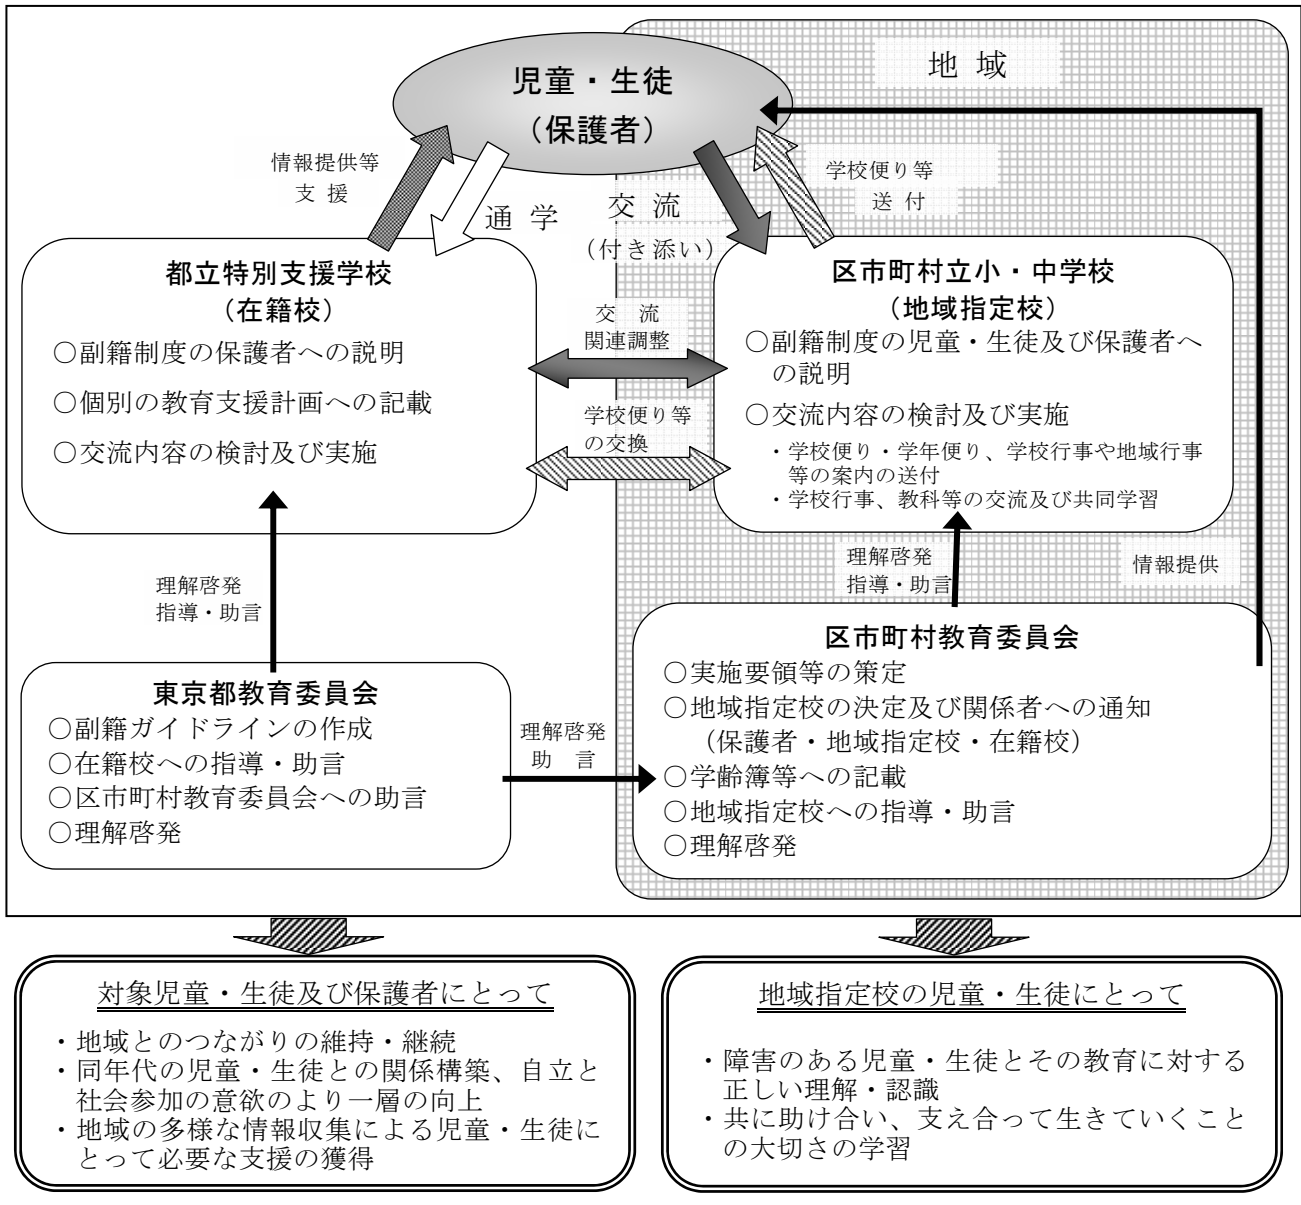 地 域
児童・生徒
（保護者）
情報提供等
支 援
通 学
交 流
（付き添い）
学校便り等
送 付
都立特別支援学校
（在籍校）
○副籍制度の保護者への説明
○個別の教育支援計画への記載
○交流内容の検討及び実施
交 流
関連調整
学校便り等
の交換
区市町村立小・中学校
（地域指定校）
○副籍制度の児童・生徒及び保護者へ
の説明
○交流内容の検討及び実施
・学校便り・学年便り、学校行事や地域行事
等の案内の送付
・学校行事、教科等の交流及び共同学習
理解啓発
指導・助言
理解啓発
指導・助言
情報提供
東京都教育委員会
○副籍ガイドラインの作成
○在籍校への指導・助言
○区市町村教育委員会への助言
○理解啓発
理解啓発
助 言
区市町村教育委員会
○実施要領等の策定
○地域指定校の決定及び関係者への通知
（保護者・地域指定校・在籍校）
○学齢簿等への記載
○地域指定校への指導・助言
○理解啓発
対象児童・生徒及び保護者にとって
・地域とのつながりの維持・継続
・同年代の児童・生徒との関係構築、自立と
社会参加の意欲のより一層の向上
・地域の多様な情報収集による児童・生徒に
とって必要な支援の獲得
地域指定校の児童・生徒にとって
・障害のある児童・生徒とその教育に対する
正しい理解・認識
・共に助け合い、支え合って生きていくこと
の大切さの学習